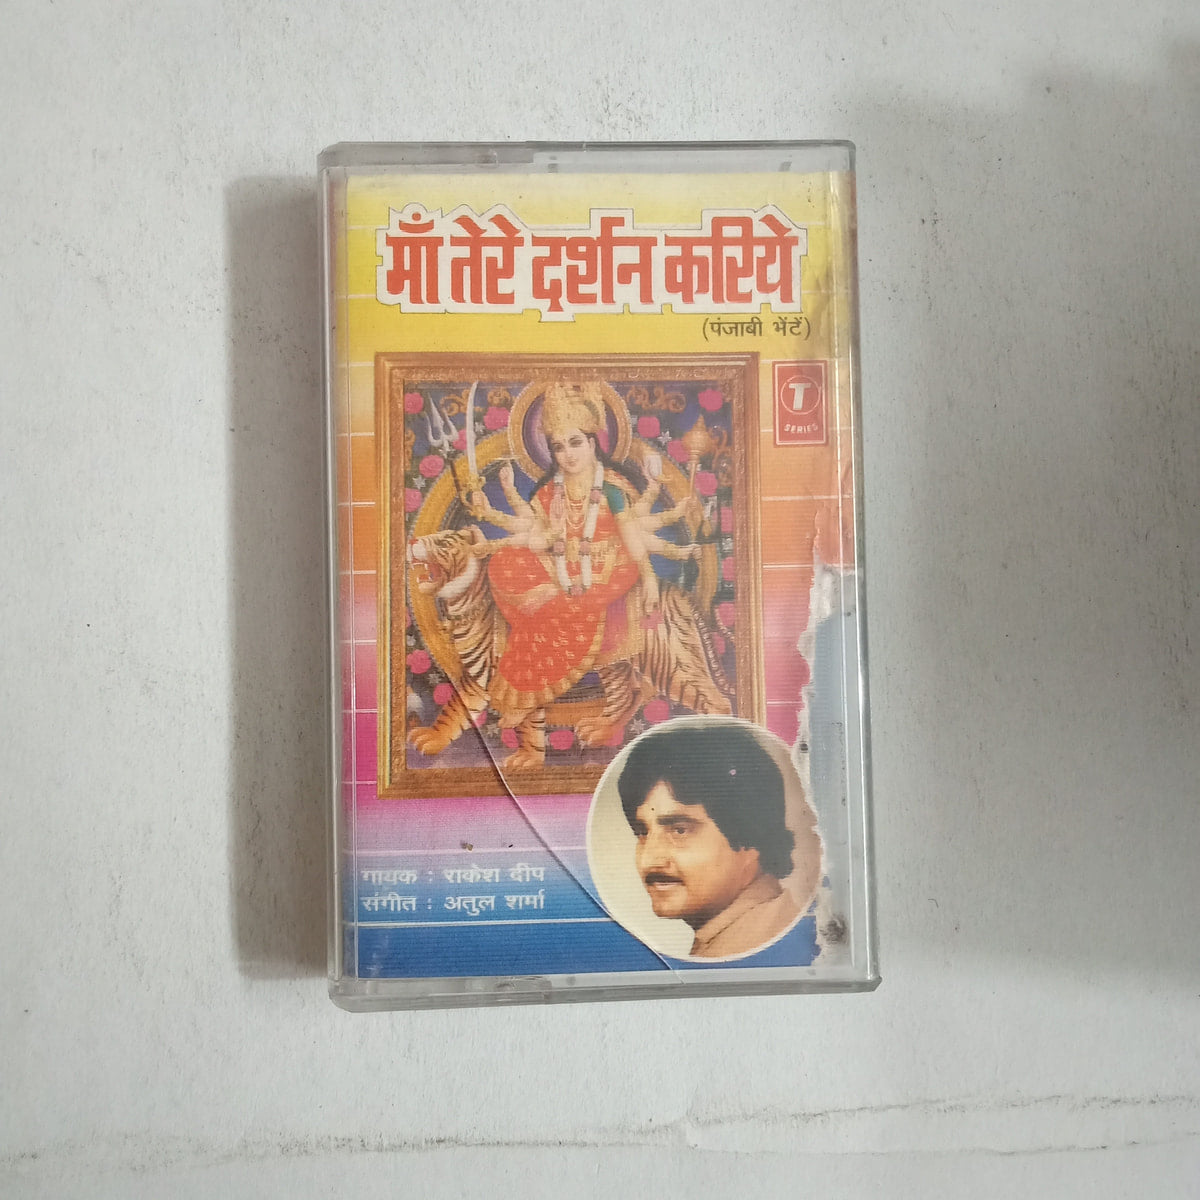 माँ तेरे दर्शन करिये
(पंजाबी भेंटें)
T
SERIES
गायक : राकेश दीप
संगीत : अतुल शर्मा